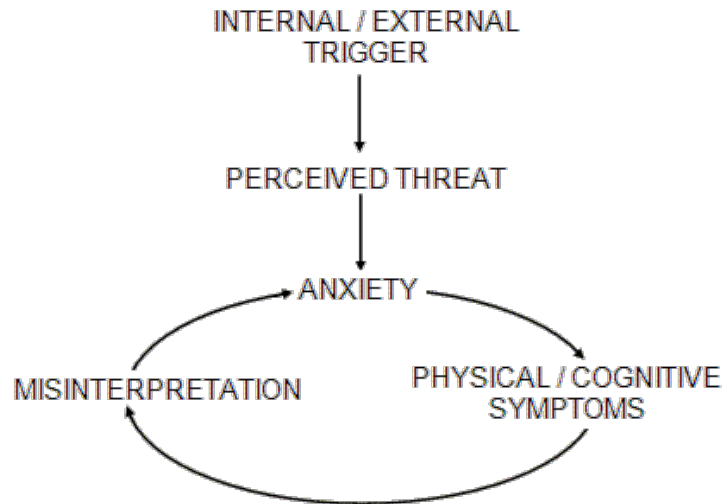 INTERNAL / EXTERNAL
TRIGGER
PERCEIVED THREAT
ANXIETY
MISINTERPRETATION
PHYSICAL / COGNITIVE
SYMPTOMS